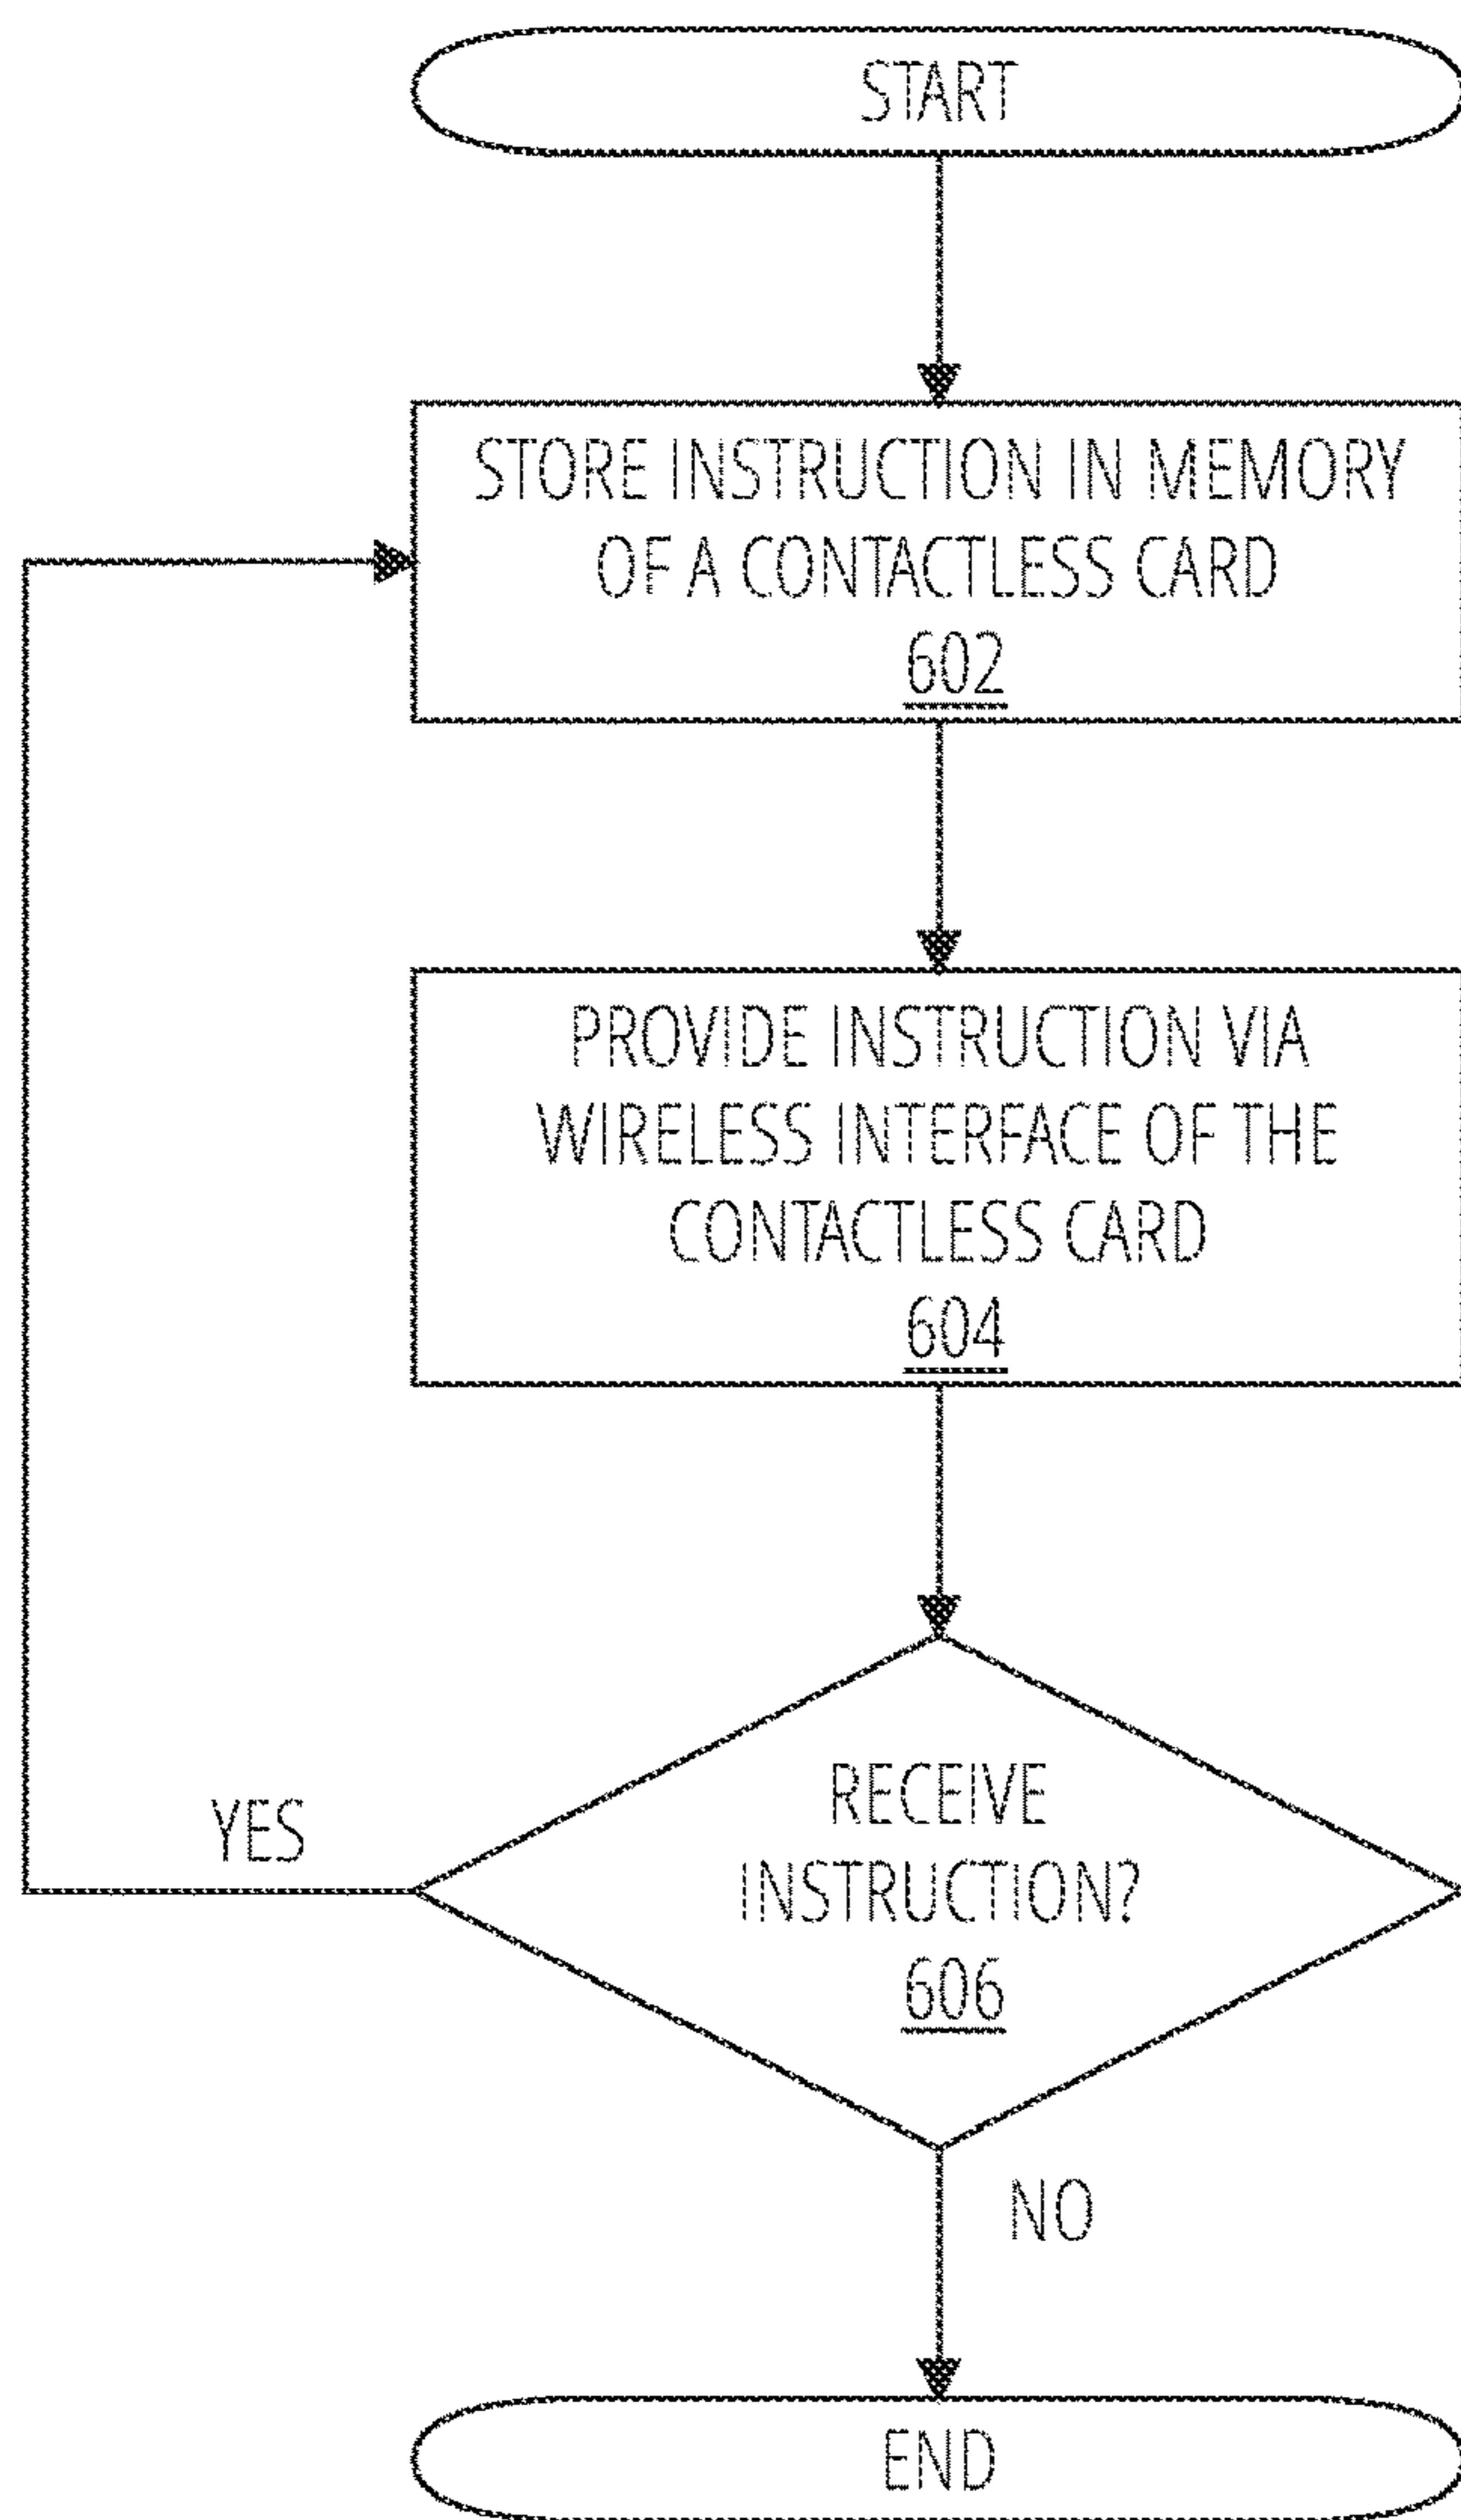 START
STORE INSTRUCTION IN MEMORY
OF A CONTACTLESS CARD
602
PROVIDE INSTRUCTION VIA
WIRELESS INTERFACE OF THE
CONTACTLESS CARD
604
RECEIVE
INSTRUCTION?
606
YES
NO
END